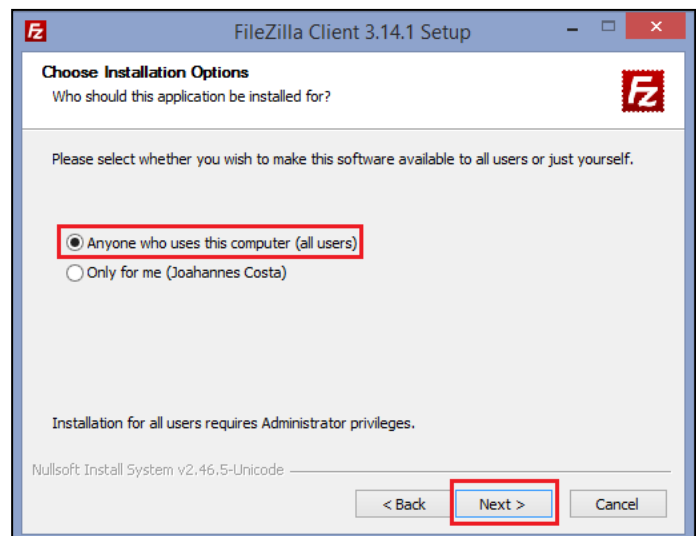 Fz
FileZilla Client 3.14.1 Setup
Choose Installation Options
Who should this application be installed for?
Fz
Please select whether you wish to make this software available to all users or just yourself.
Anyone who uses this computer (all users)
Only for me (Joahannes Costa)
Installation for all users requires Administrator privileges.
Nullsoft Install System v2.46.5-Unicode
< Back Next > Cancel